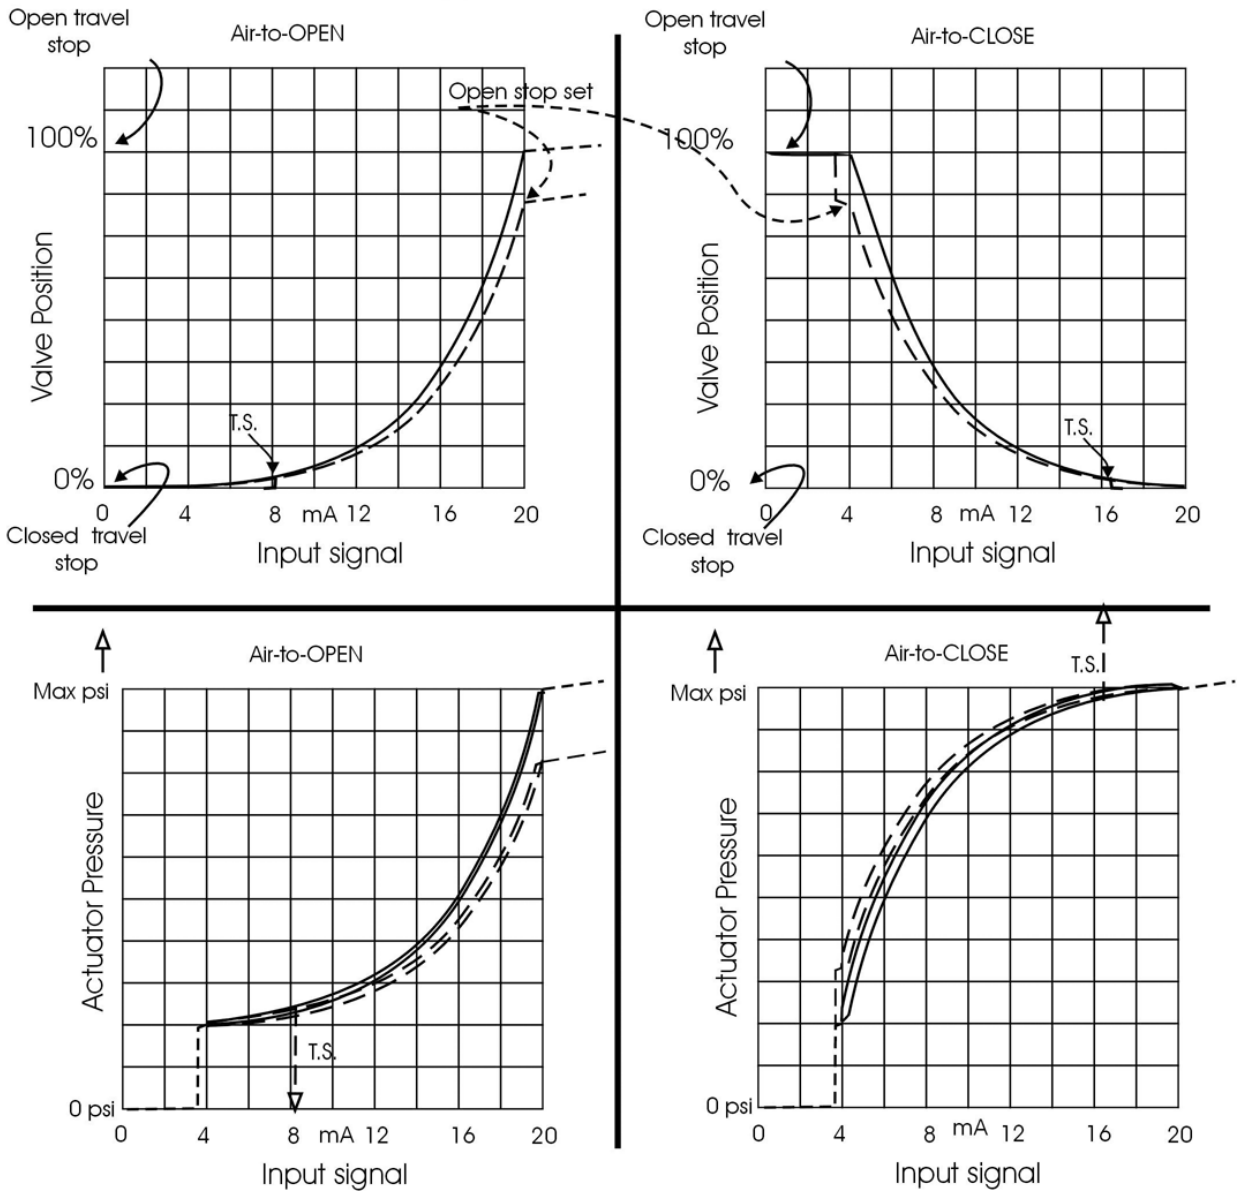 Open travel
stop
Air-to-OPEN
Open stop set
100%
Valve Position
T.S.
0%
0 4 8 mA 12 16 20
Closed travel
stop
Input signal
Open travel
stop
Air-to-CLOSE
100%
Valve Position
T.S.
0%
0 4 8 mA 12 16 20
Closed travel
stop
Input signal
Air-to-OPEN
Max psi
Actuator Pressure
T.S.
0 psi
0 4 8 mA 12 16 20
Input signal
Air-to-CLOSE
T.S.
Max psi
Actuator Pressure
0 psi
0 4 8 mA 12 16 20
Input signal